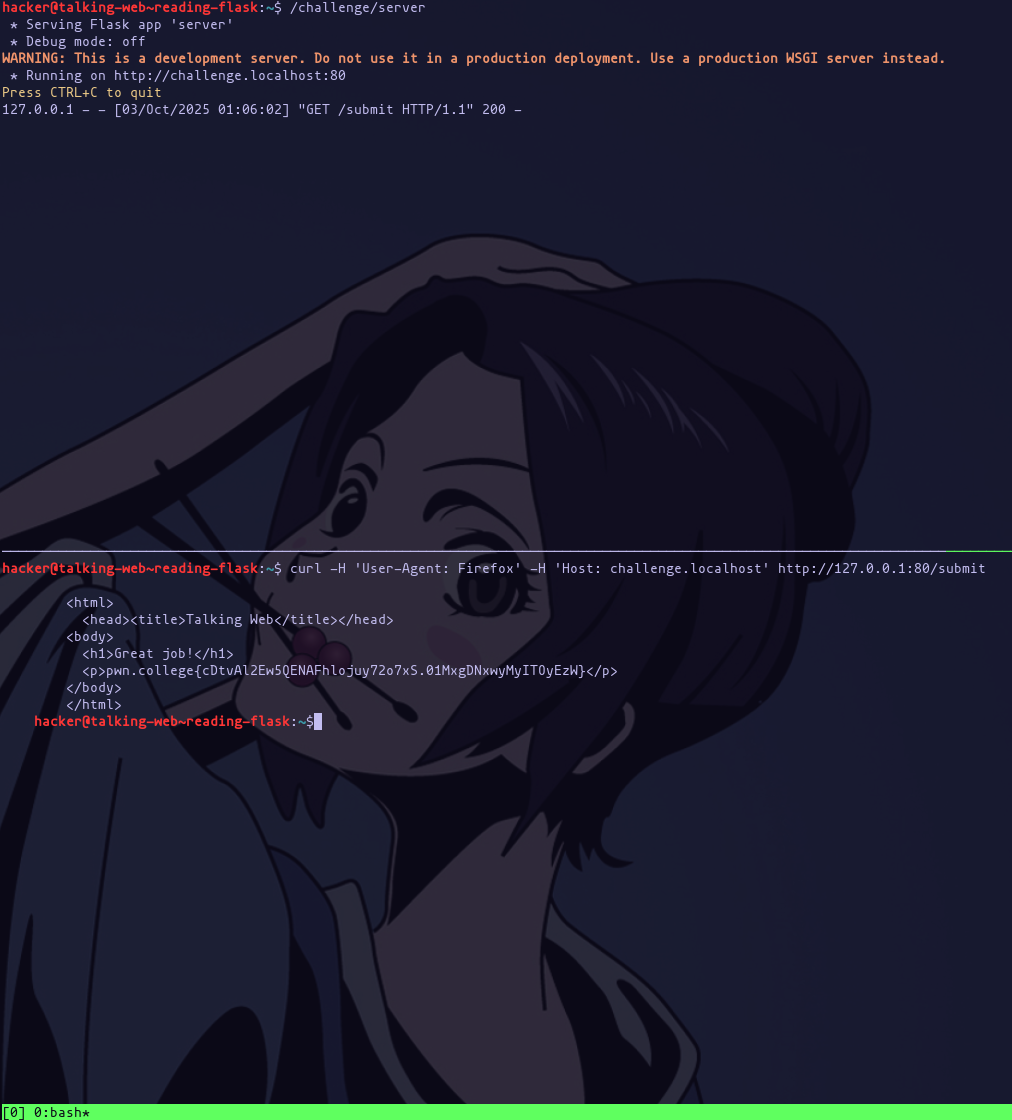 hacker@talking-web~reading-flask:~$ /challenge/server
 * Serving Flask app 'server'
 * Debug mode: off
WARNING: This is a development server. Do not use it in a production deployment. Use a production WSGI server instead.
 * Running on http://challenge.localhost:80
Press CTRL+C to quit
127.0.0.1 - - [03/Oct/2025 01:06:02] "GET /submit HTTP/1.1" 200 -
hacker@talking-web~reading-flask:~$ curl -H 'User-Agent: Firefox' -H 'Host: challenge.localhost' http://127.0.0.1:80/submit
        <html>
          <head><title>Talking Web</title></head>
        <body>
          <h1>Great job!</h1>
          <p>pwn.college{cDtvAl2Ew5QENAFhlojuy72o7xS.01MxgDNxwyMyITOyEzW}</p>
        </body>
        </html>
    hacker@talking-web~reading-flask:~$
[0] 0:bash*